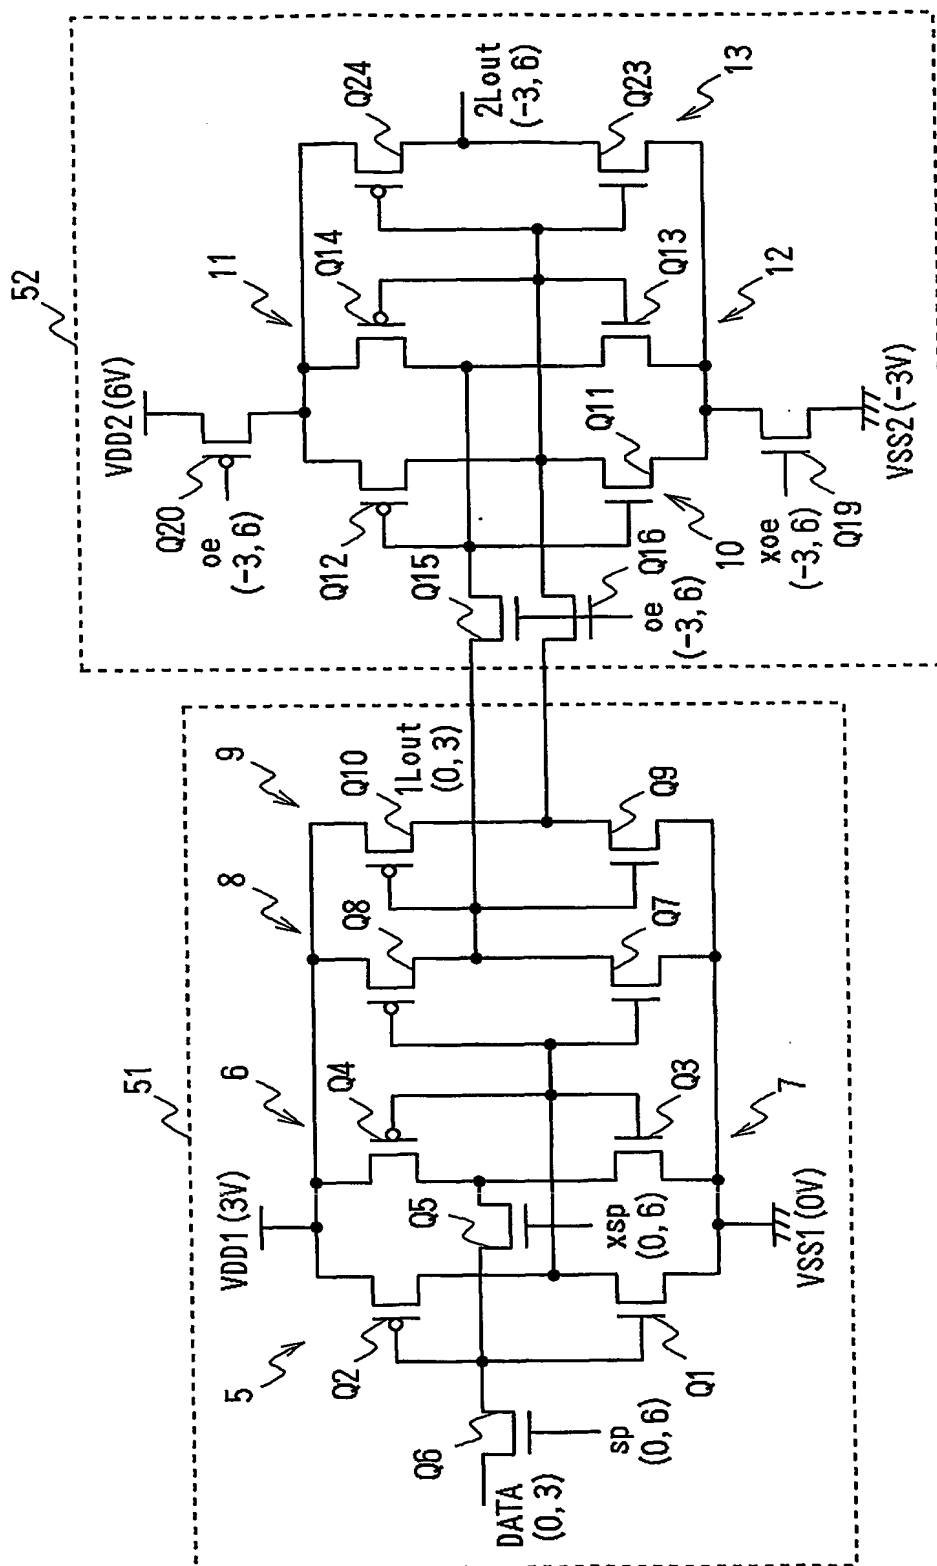 52
VDD2 (6V)
11
Q20
oe
(-3, 6)
Q12
Q14
Q24
Q15
2Lout
(-3, 6)
Q11
Q13
Q23
10
12
13
Q16
oe
(-3, 6)
xoe
(-3, 6)
Q19
VSS2 (-3V)
51
VDD1 (3V)
5
6
8
9
Q2
Q4
Q8
Q10
1Lout
(0, 3)
Q6
Q5
DATA
(0, 3)
sp
(0, 6)
xsp
(0, 6)
Q1
Q3
Q7
Q9
7
VSS1 (0V)